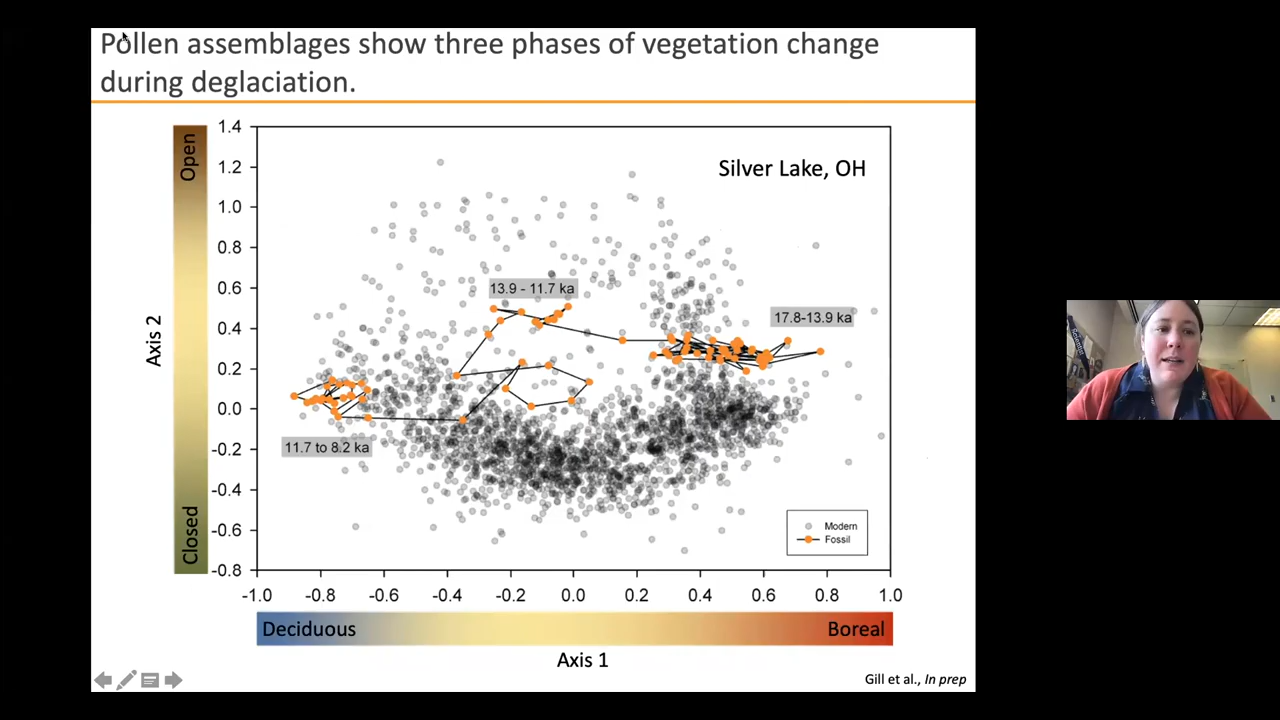 Pollen assemblages show three phases of vegetation change
during deglaciation.
Open
Closed
Axis 2
1.4
1.2
1.0
0.8
0.6
0.4
0.2
0.0
-0.2
-0.4
-0.6
-0.8
Silver Lake, OH
13.9 - 11.7 ka
17.8-13.9 ka
11.7 to 8.2 ka
Modern
Fossil
-1.0 -0.8 -0.6 -0.4 -0.2 0.0 0.2 0.4 0.6 0.8 1.0
Deciduous Boreal
Axis 1
Gill et al., In prep